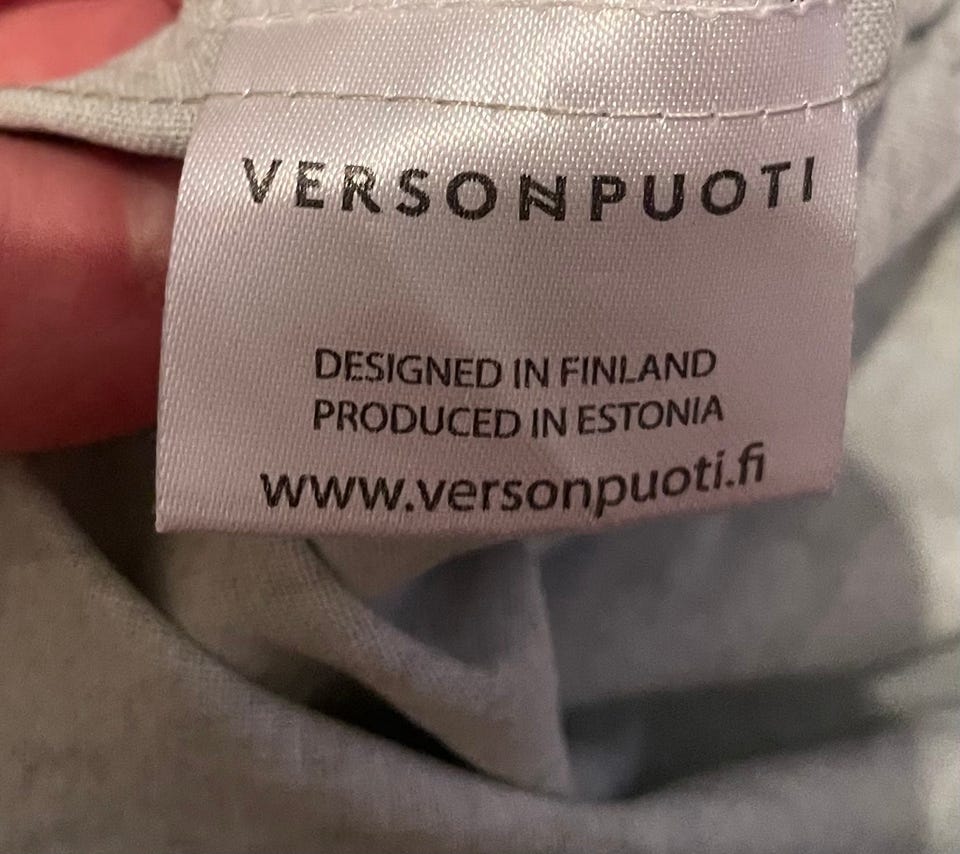 VERSONPUOTI
DESIGNED IN FINLAND
PRODUCED IN ESTONIA
www.versonpuoti.fi